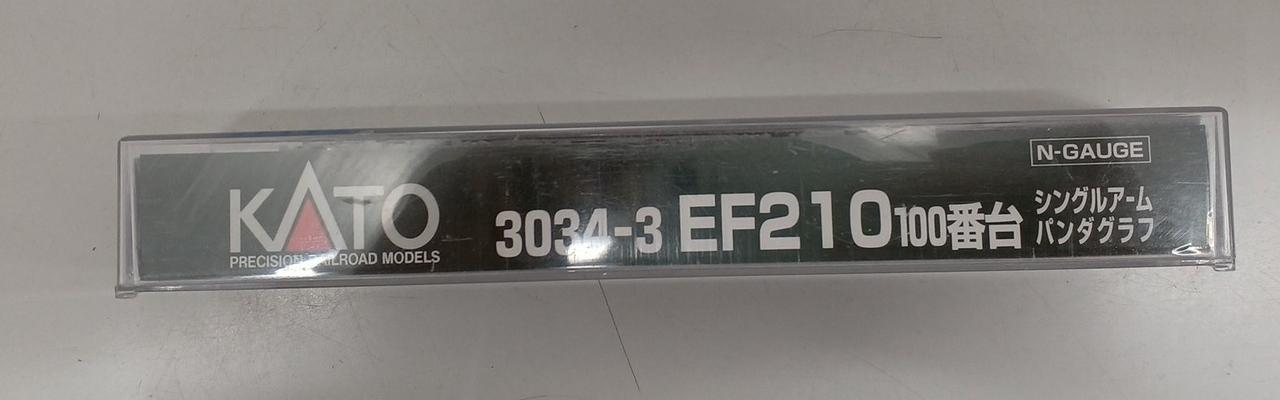 N-GAUGE
KATO
PRECISION RAILROAD MODELS
3034-3 EF210 100番台
シングルアーム
パンダグラフ